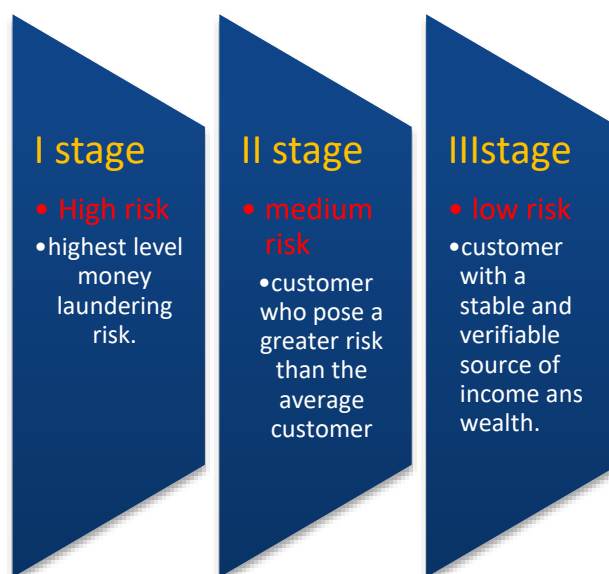 I stage
• High risk
•highest level
money
laundering
risk.
II stage
• medium
risk
•customer
who pose a
greater risk
than the
average
customer
IIIstage
• low risk
•customer
with a
stable and
verifiable
source of
income ans
wealth.